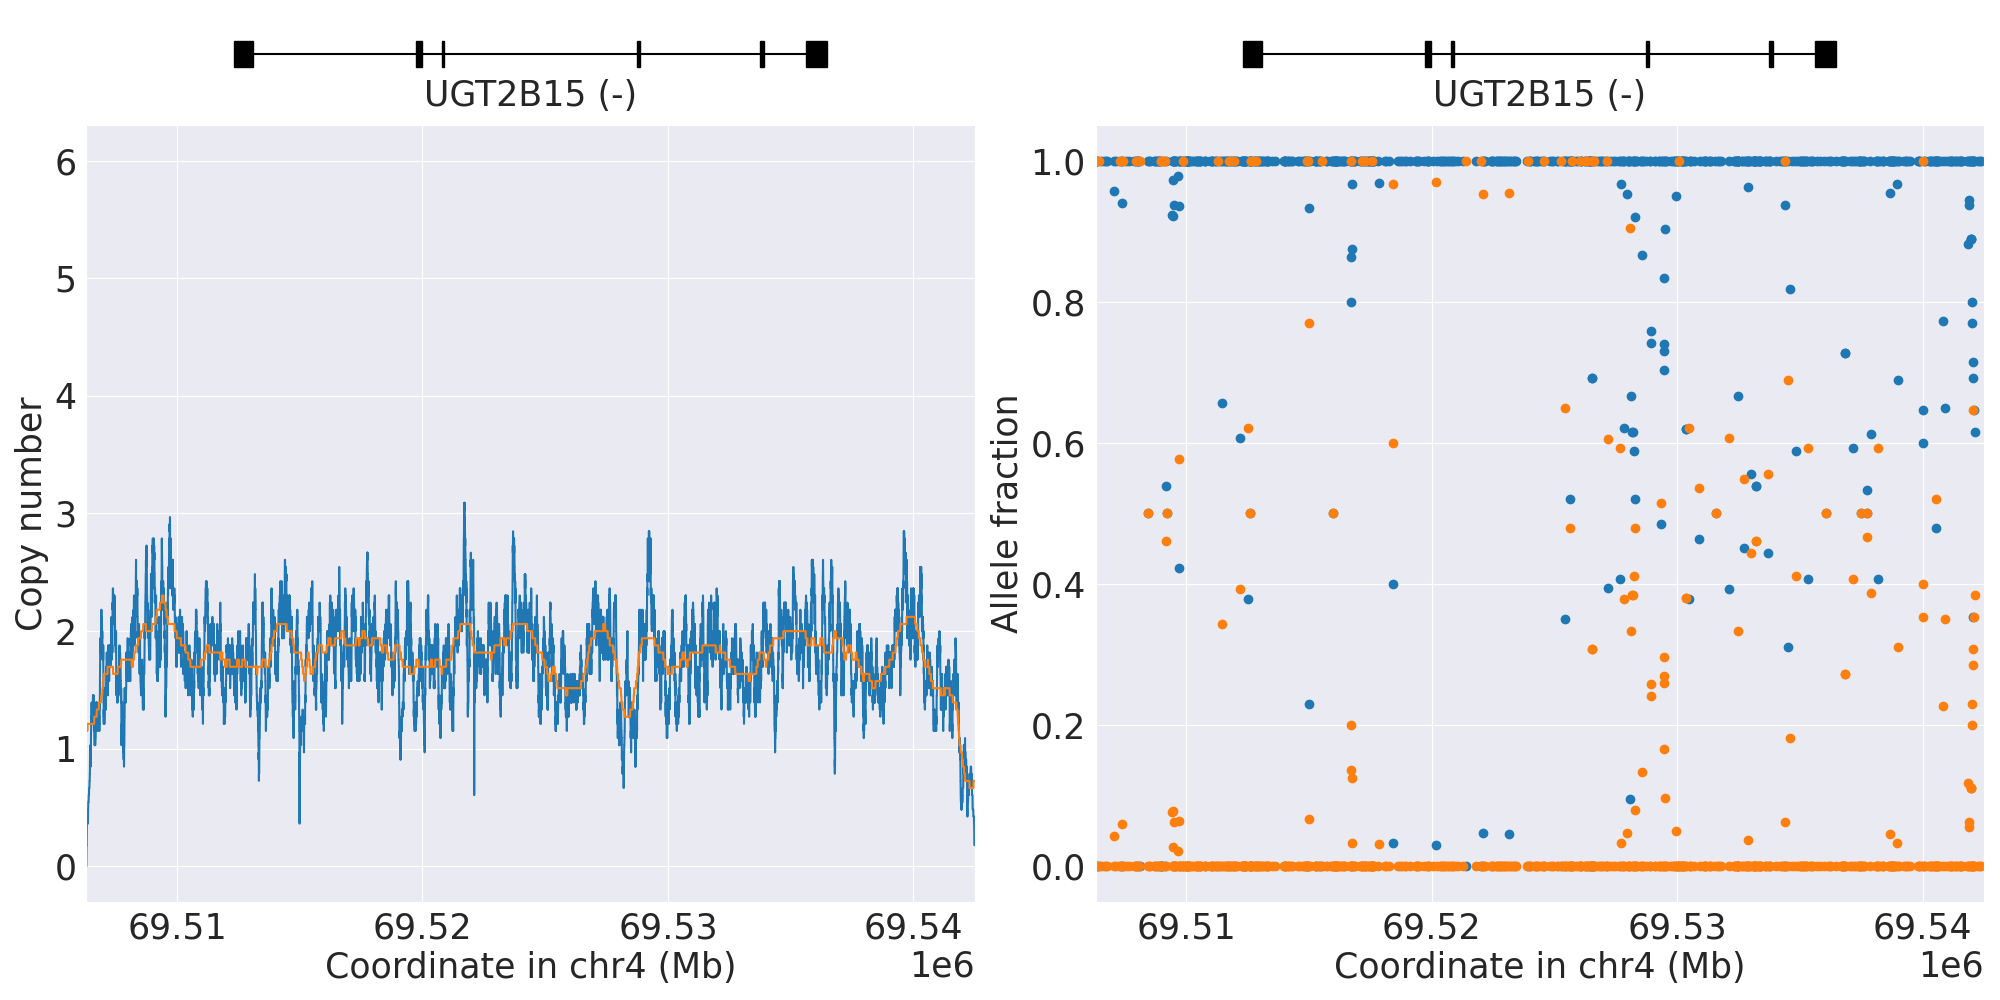 UGT2B15 (-)
6
5
4
3
2
1
0
Copy number
69.51 69.52 69.53 69.54
Coordinate in chr4 (Mb)
1e6
UGT2B15 (-)
1.0
0.8
0.6
0.4
0.2
0.0
Allele fraction
69.51 69.52 69.53 69.54
Coordinate in chr4 (Mb)
1e6